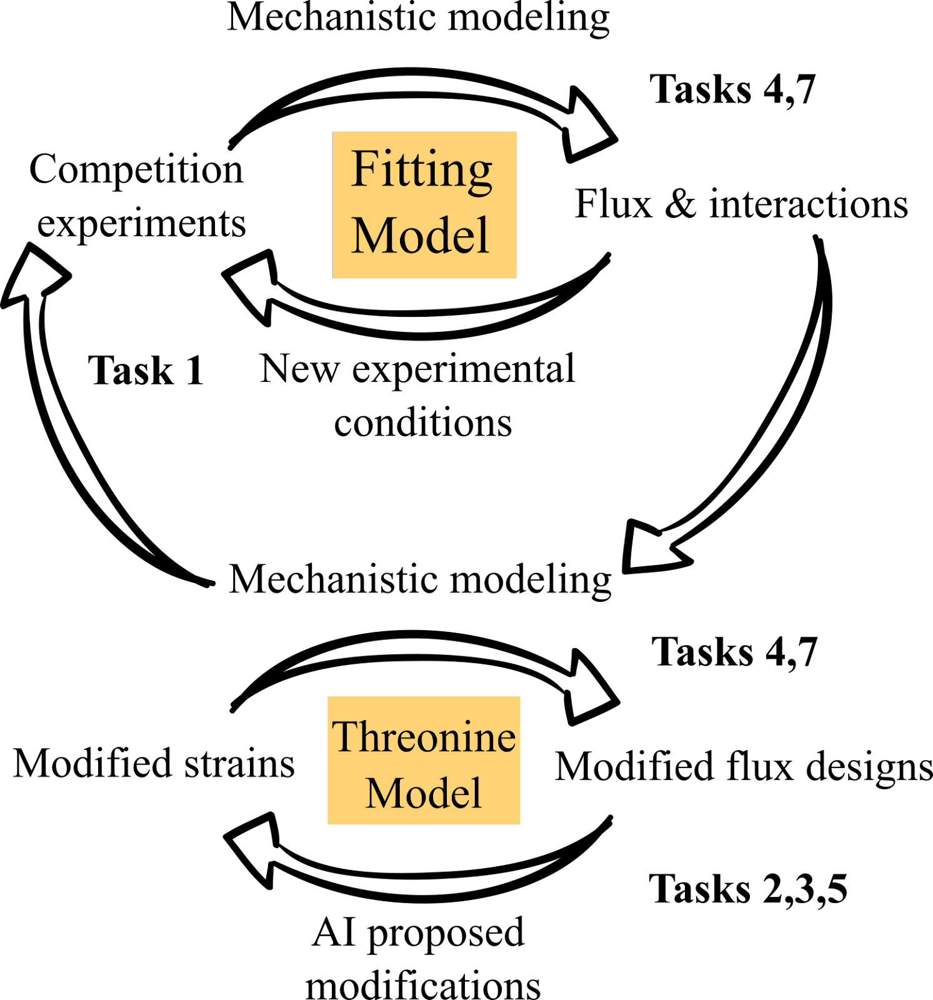 Mechanistic modeling
Tasks 4,7
Competition
experiments
Fitting
Model
Flux & interactions
Task 1
New experimental
conditions
Mechanistic modeling
Tasks 4,7
Modified strains
Threonine
Model
Modified flux designs
Tasks 2,3,5
AI proposed
modifications